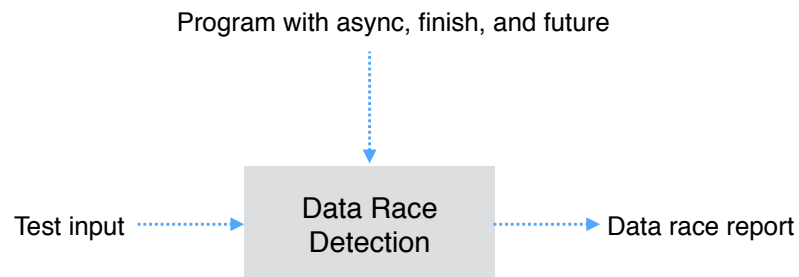 Program with async, finish, and future
Test input
Data Race
Detection
Data race report